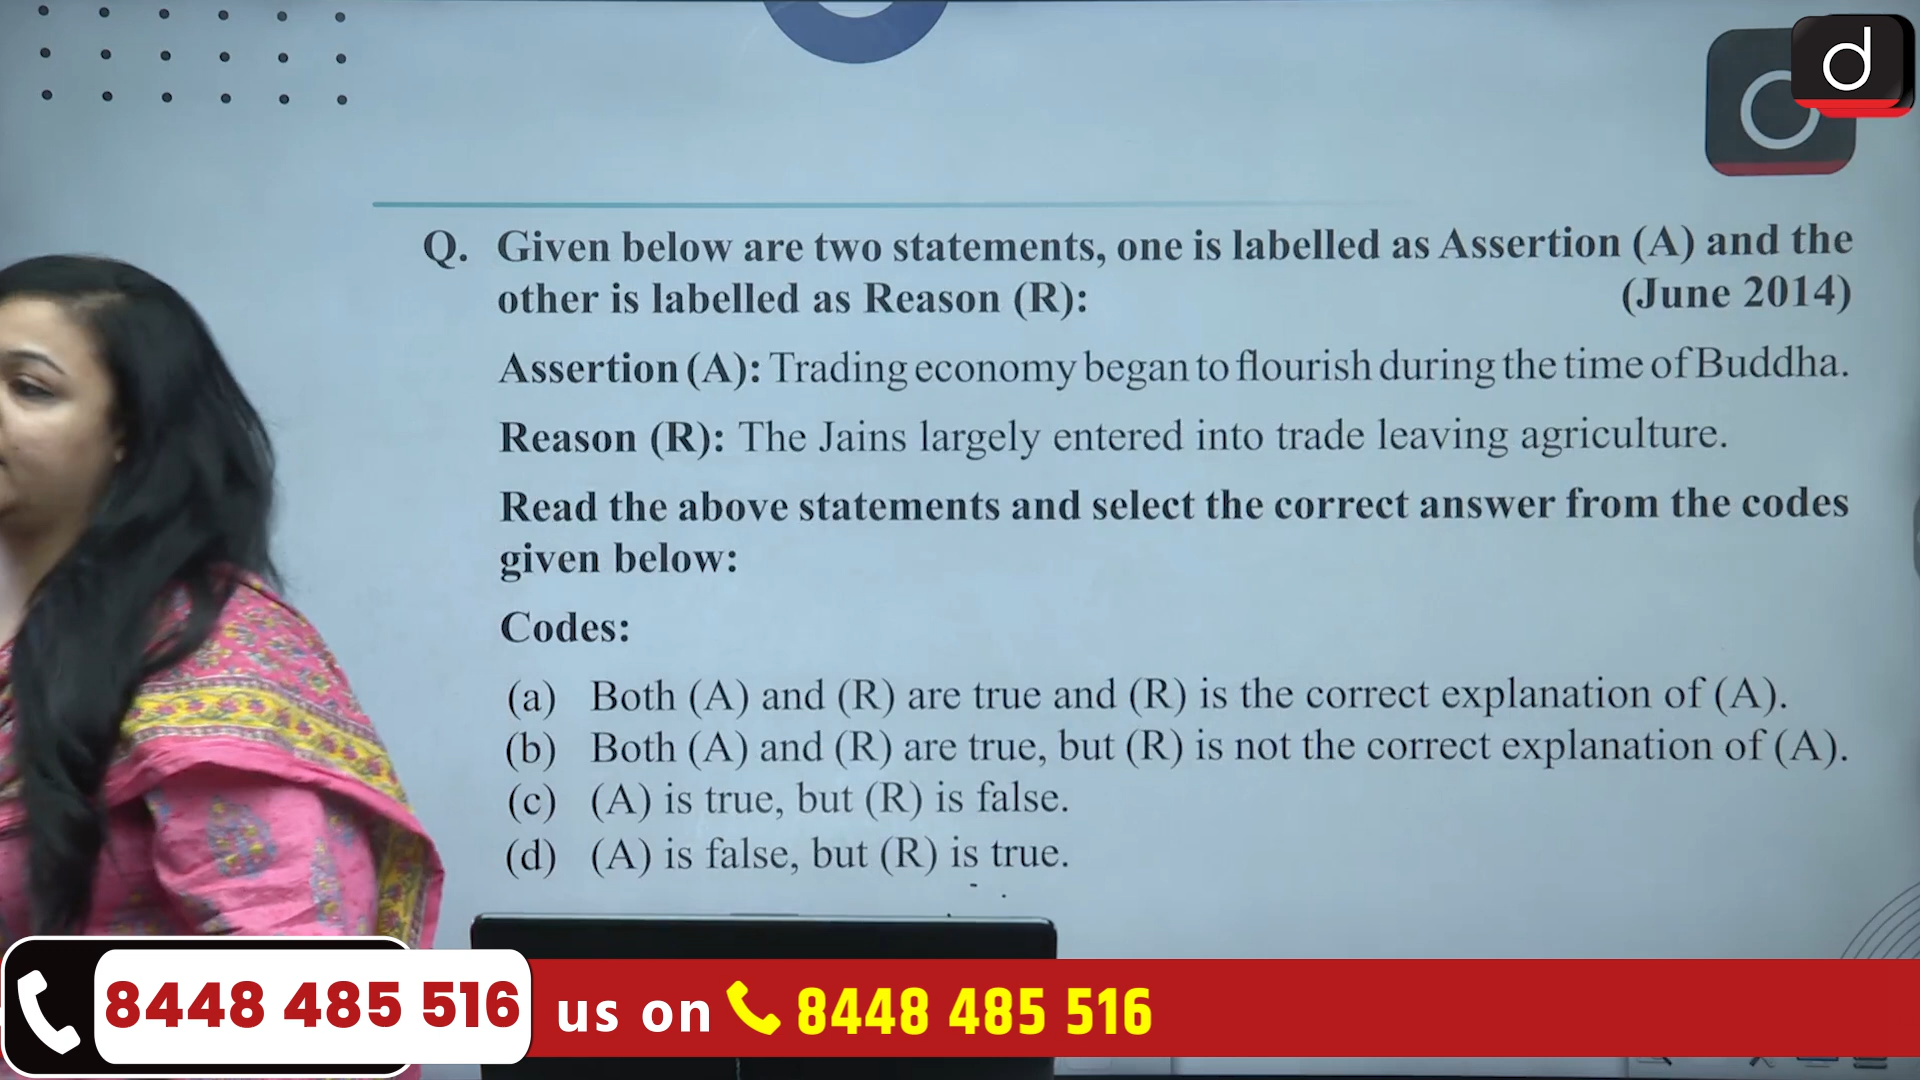 d
Q. Given below are two statements, one is labelled as Assertion (A) and the
other is labelled as Reason (R): (June 2014)
Assertion (A): Trading economy began to flourish during the time of Buddha.
Reason (R): The Jains largely entered into trade leaving agriculture.
Read the above statements and select the correct answer from the codes
given below:
Codes:
(a) Both (A) and (R) are true and (R) is the correct explanation of (A).
(b) Both (A) and (R) are true, but (R) is not the correct explanation of (A).
(c) (A) is true, but (R) is false.
(d) (A) is false, but (R) is true.
8448 485 516 us on 8448 485 516